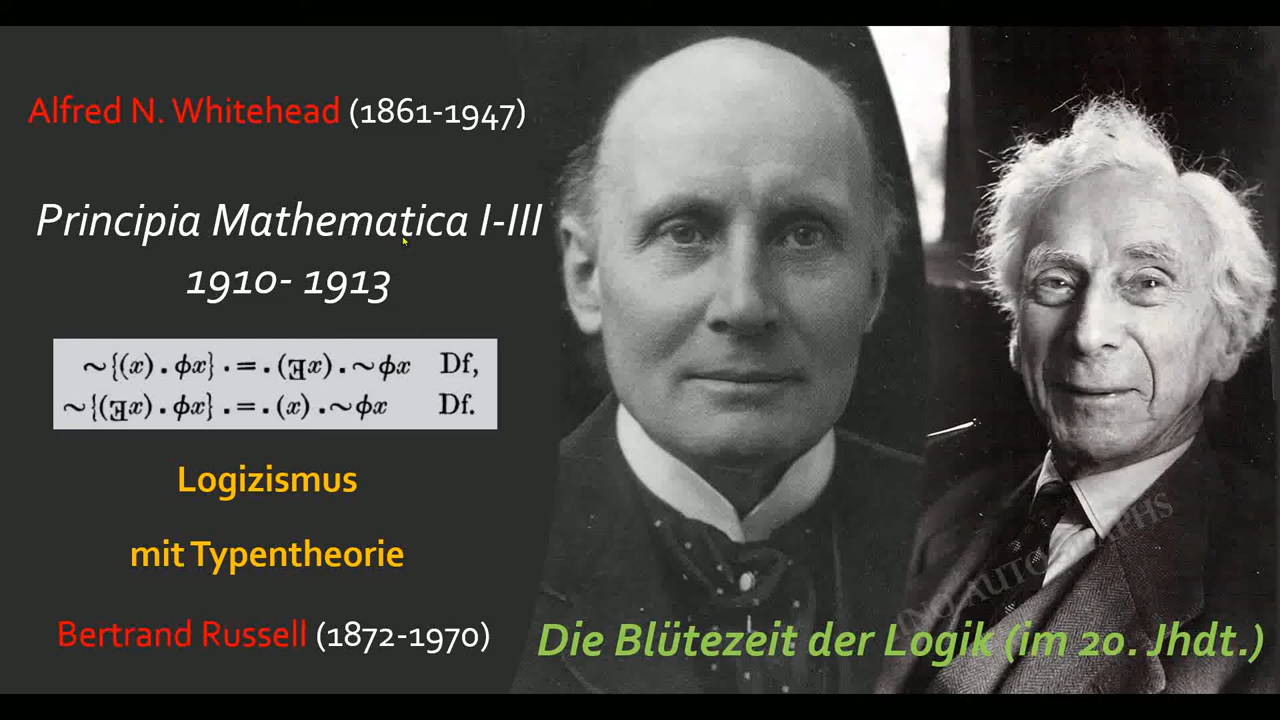 Alfred N. Whitehead (1861-1947)
Principia Mathematica I-III
1910- 1913
∼{(x) . ϕx} . = . (∃x) . ∼ϕx Df,
∼{(∃x) . ϕx} . = . (x) . ∼ϕx Df.
Logizismus
mit Typentheorie
Bertrand Russell (1872-1970)
Die Blütezeit der Logik (im 20. Jhdt.)